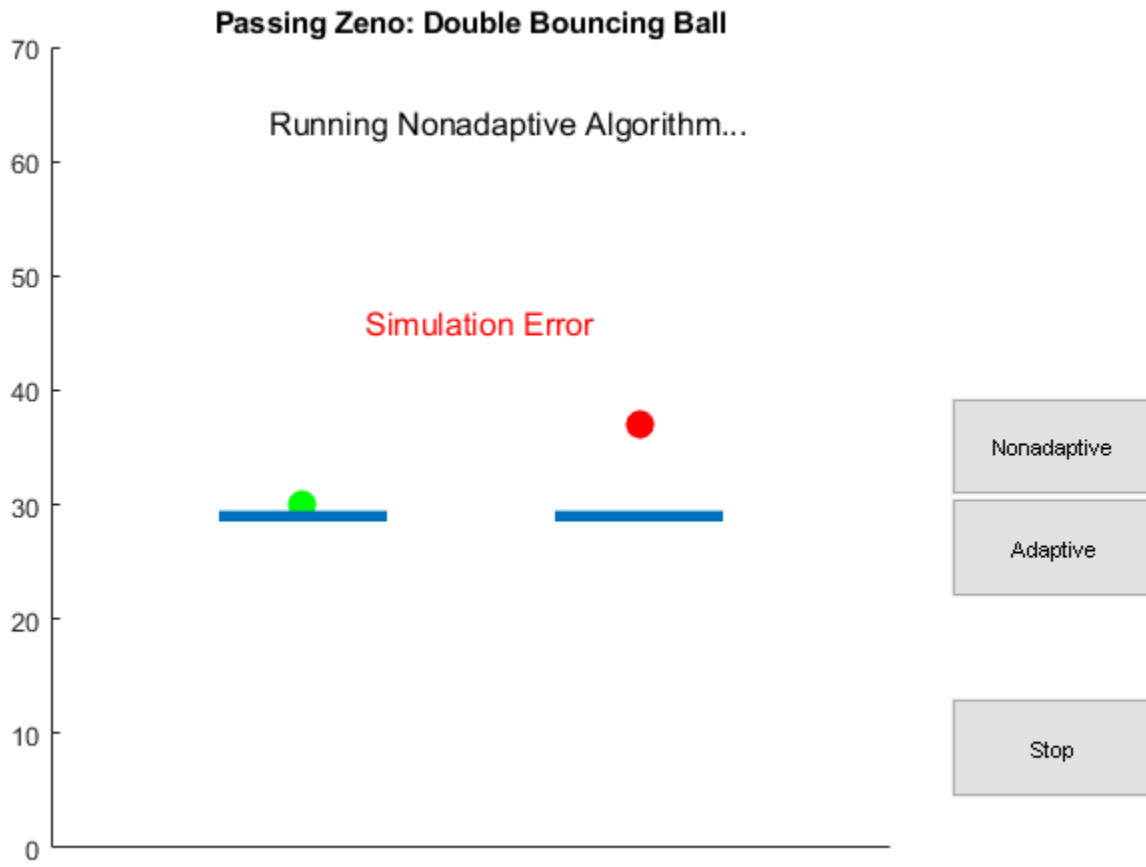 Passing Zeno: Double Bouncing Ball
70
Running Nonadaptive Algorithm...
60
50
Simulation Error
40
Nonadaptive
30
Adaptive
20
10
Stop
0